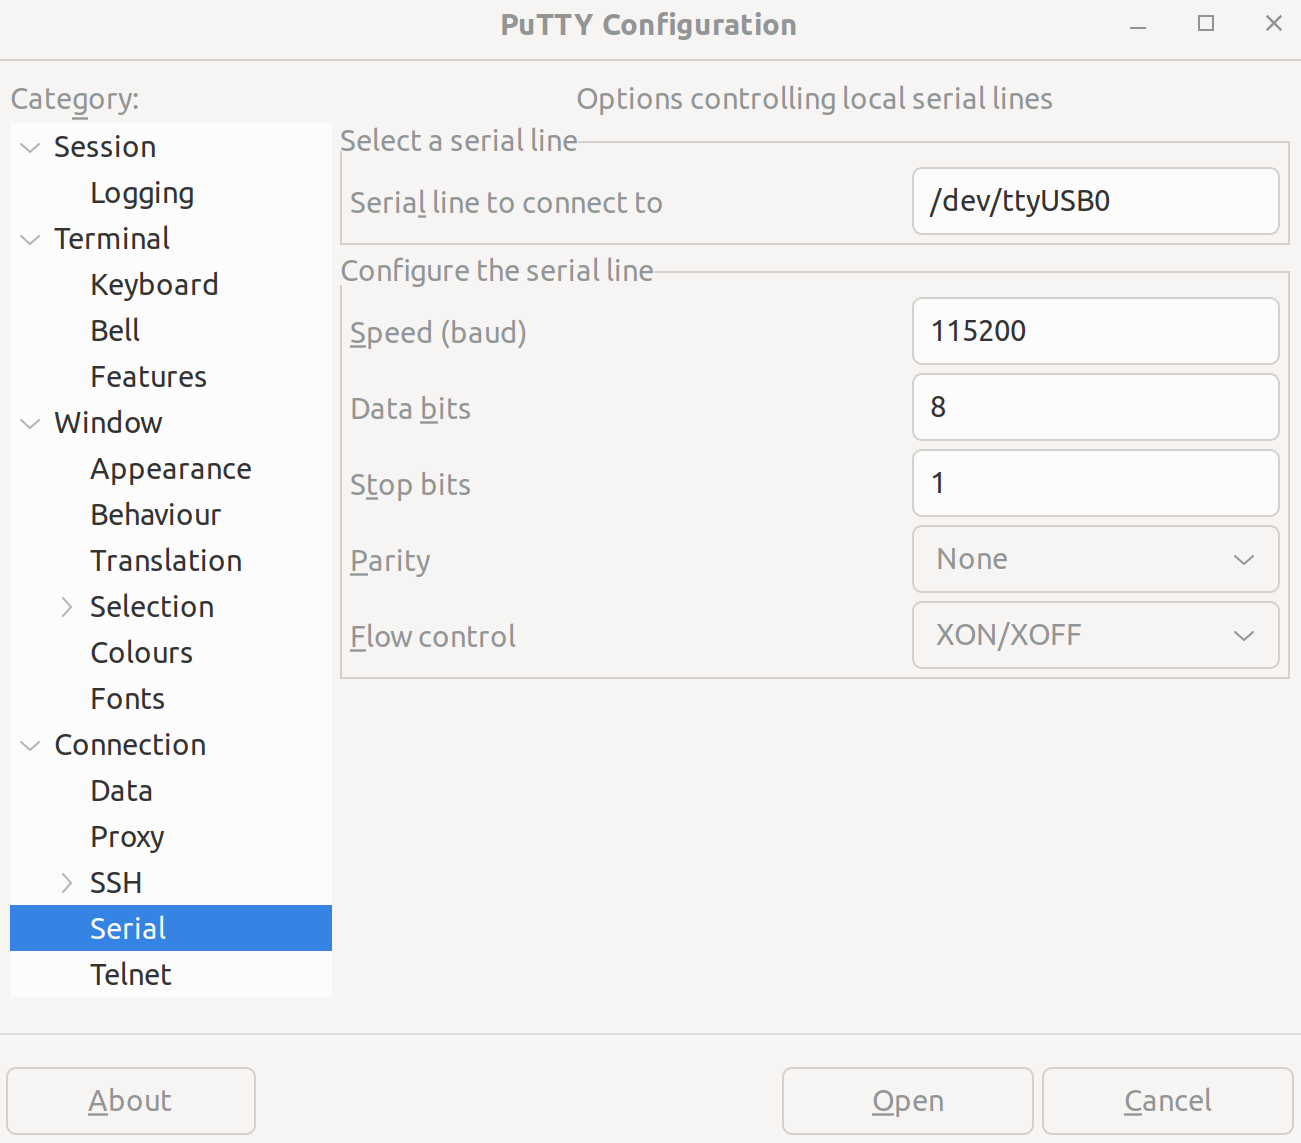 PuTTY Configuration
Category:
Session
Logging
Terminal
Keyboard
Bell
Features
Window
Appearance
Behaviour
Translation
Selection
Colours
Fonts
Connection
Data
Proxy
SSH
Serial
Telnet
Options controlling local serial lines
Select a serial line
Serial line to connect to /dev/ttyUSB0
Configure the serial line
Speed (baud) 115200
Data bits 8
Stop bits 1
Parity None
Flow control XON/XOFF
About Open Cancel